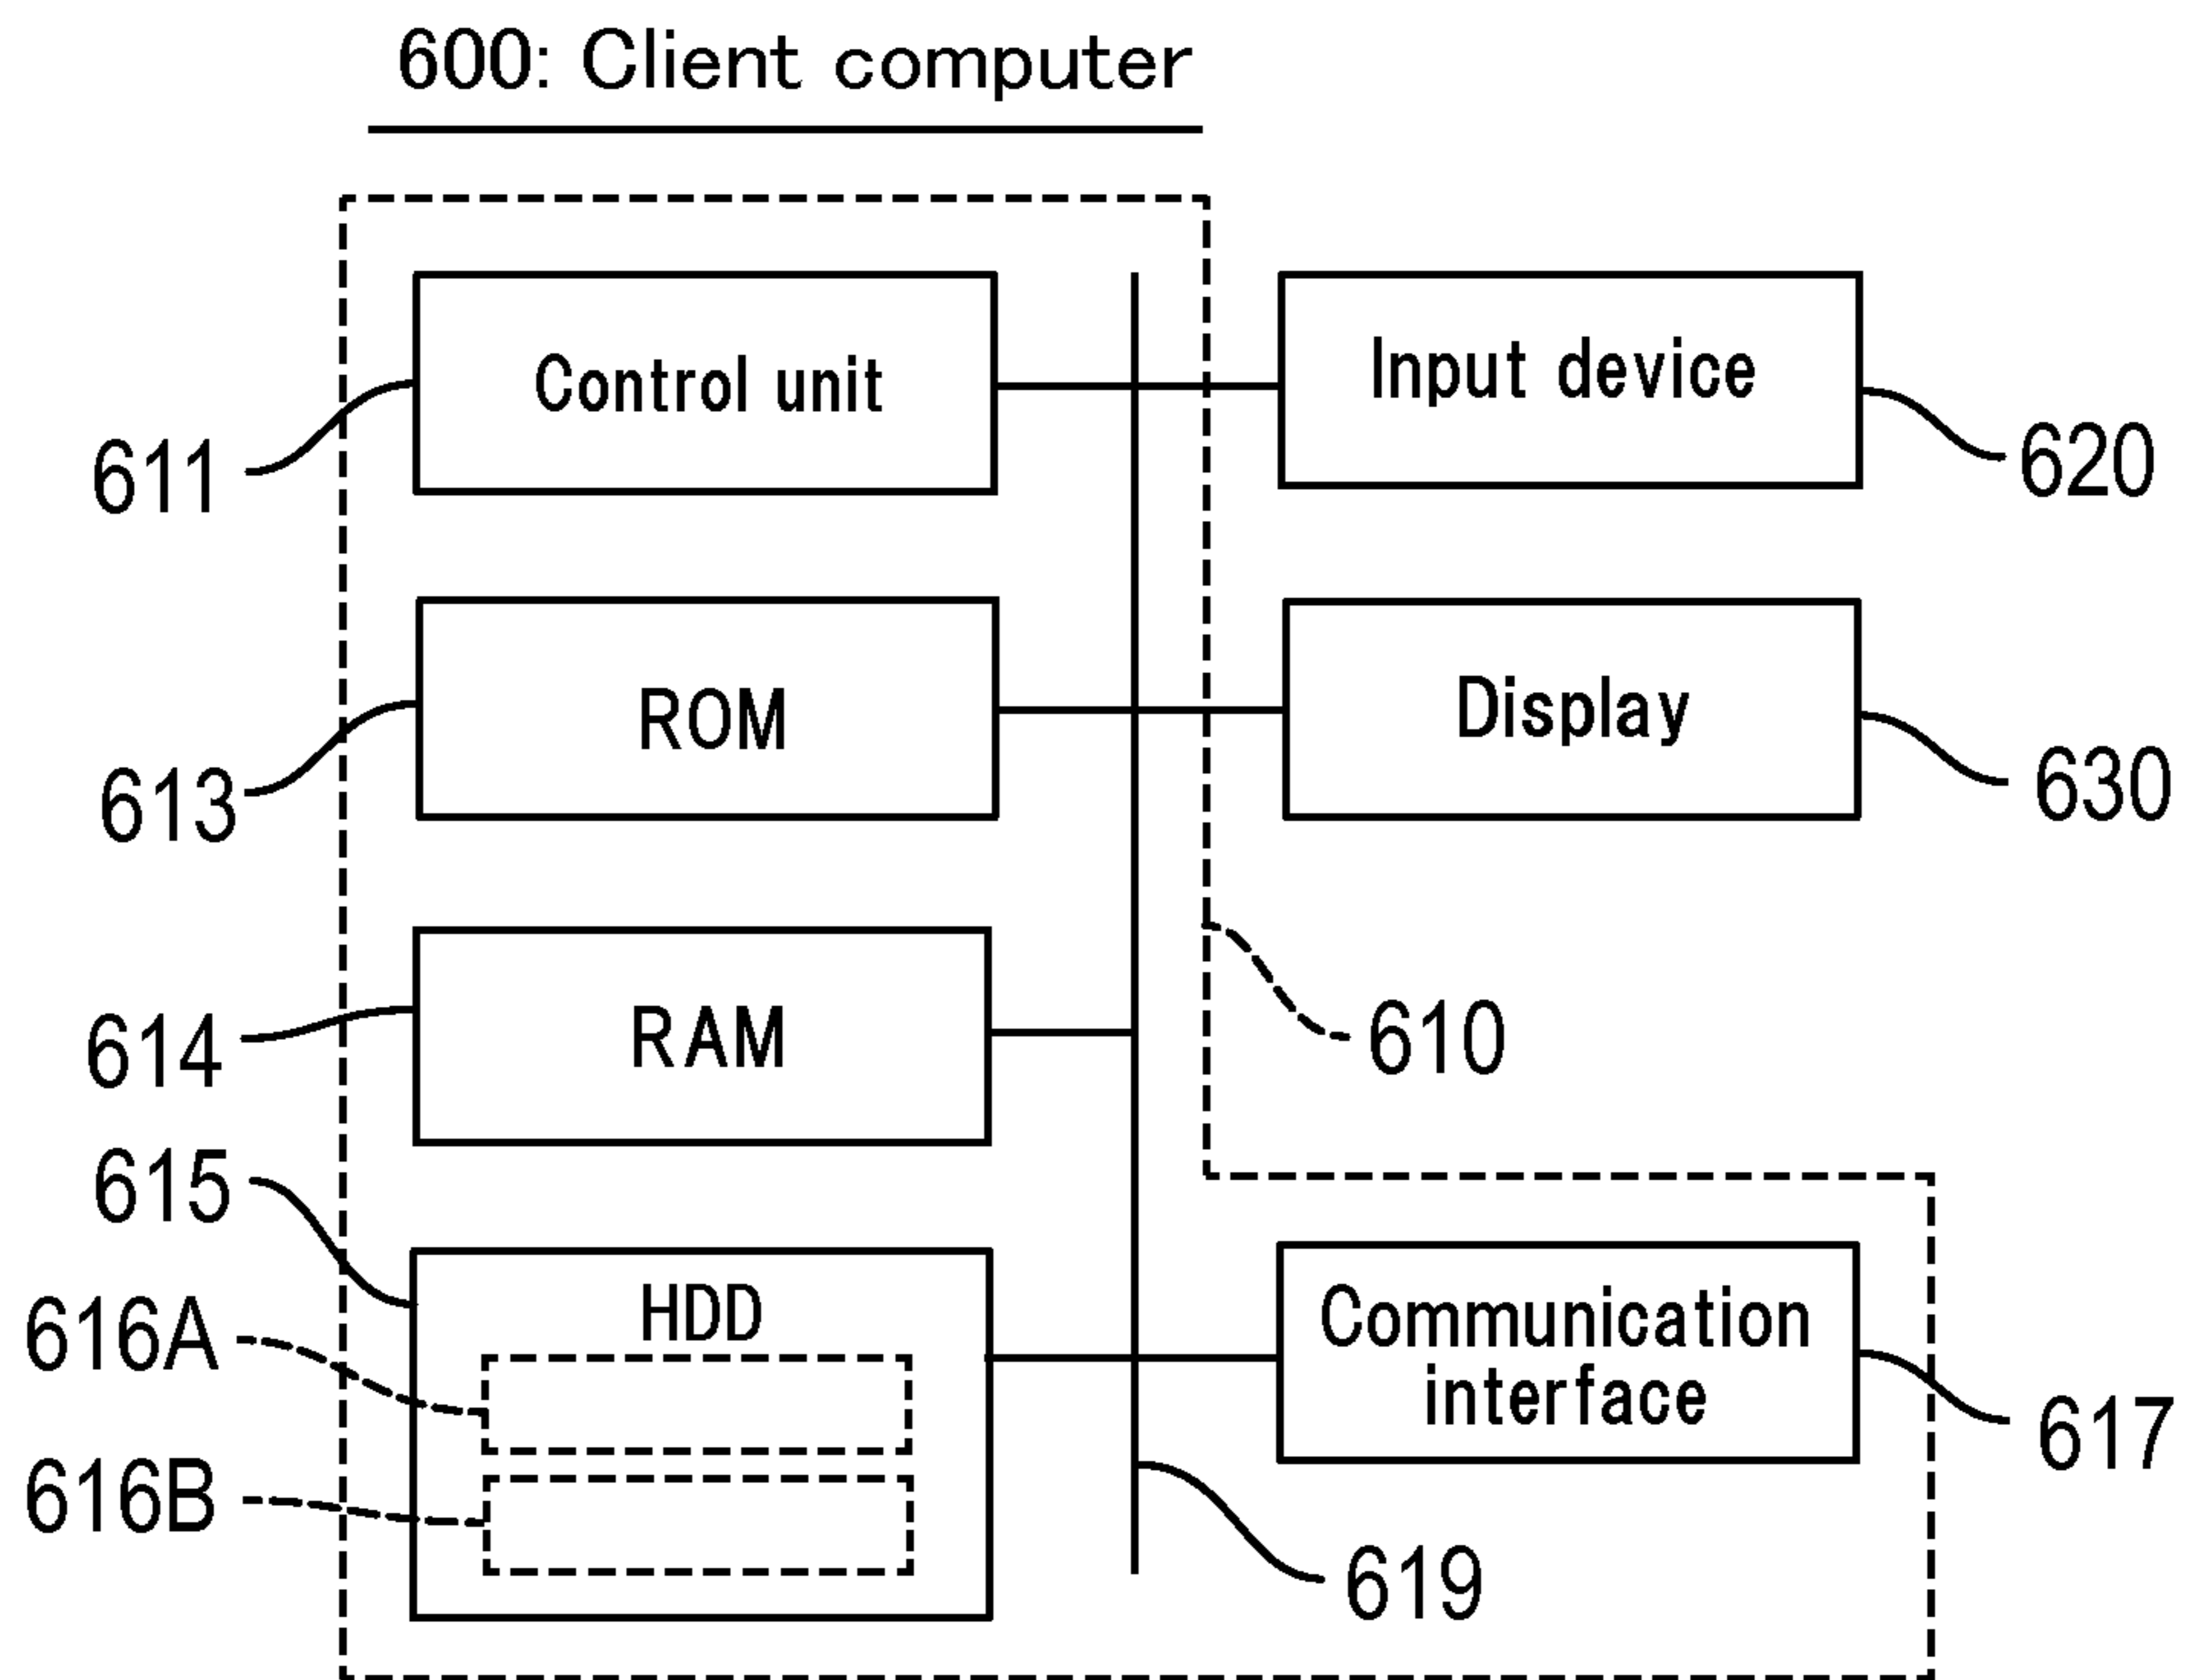 600: Client computer
Control unit
Input device
611
620
ROM
Display
613
630
RAM
614
610
615
HDD
616A
Communication
interface
617
616B
619